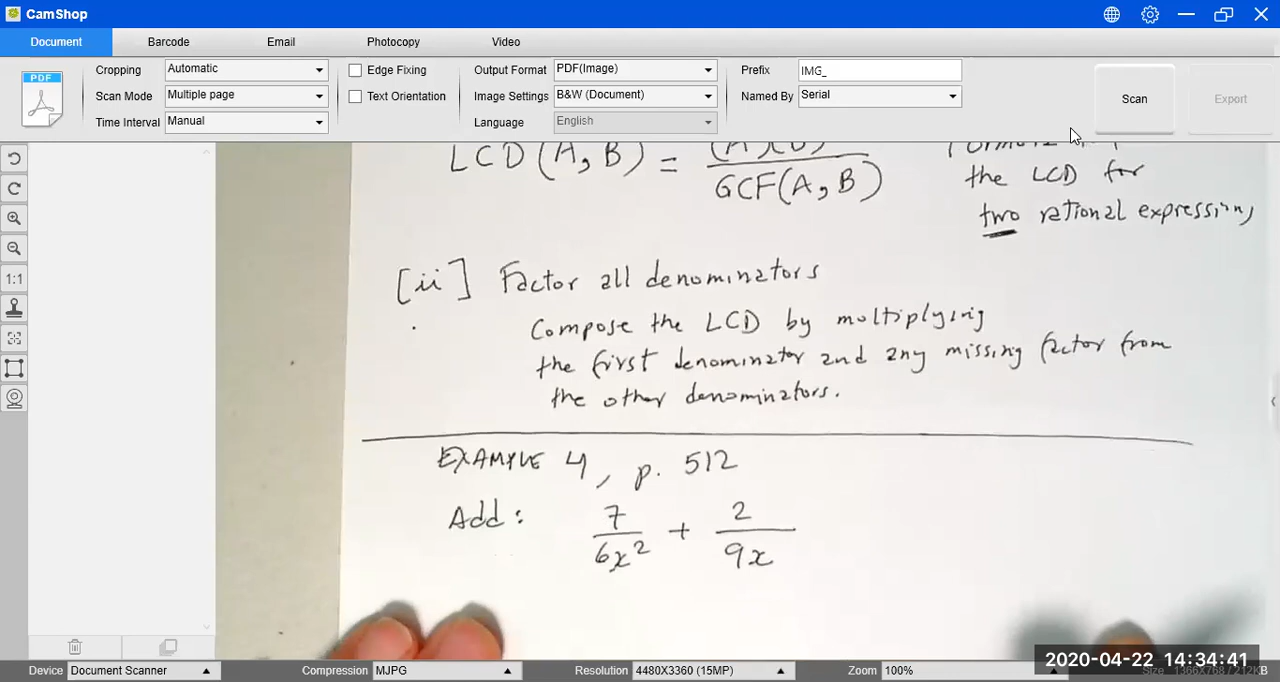 CamShop
Document Barcode Email Photocopy Video
PDF
Cropping Automatic
Scan Mode Multiple page
Time Interval Manual
Edge Fixing
Text Orientation
Output Format PDF(Image)
Image Settings B&W (Document)
Language English
Prefix IMG_
Named By Serial
Scan Export
1:1
LCD(A, B) = (A)(B) / GCF(A, B)
the LCD for
two rational expressions
[ii] Factor all denominators
Compose the LCD by multiplying
the first denominator and any missing factor from
the other denominators.
EXAMPLE 4, p. 512
Add: 7/6x² + 2/9x
Device Document Scanner Compression MJPG Resolution 4480X3360 (15MP) Zoom 100%
2020-04-22 14:34:41